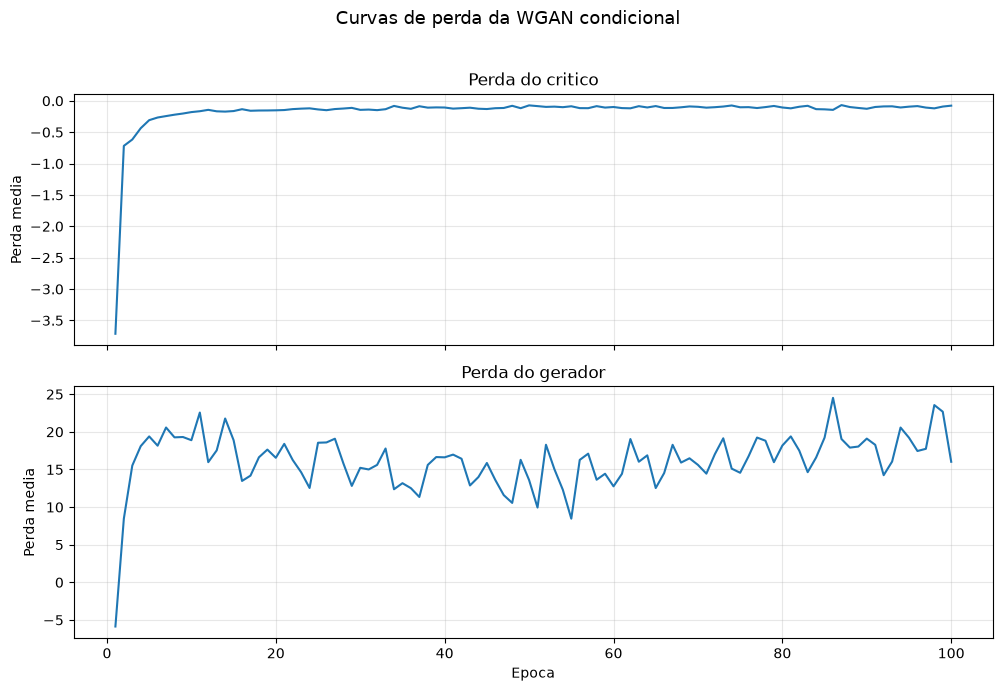 Curvas de perda da WGAN condicional
Perda do critico
0.0
−0.5
−1.0
−1.5
−2.0
−2.5
−3.0
−3.5
Perda media
Perda do gerador
25
20
15
10
5
0
−5
Perda media
0 20 40 60 80 100
Epoca